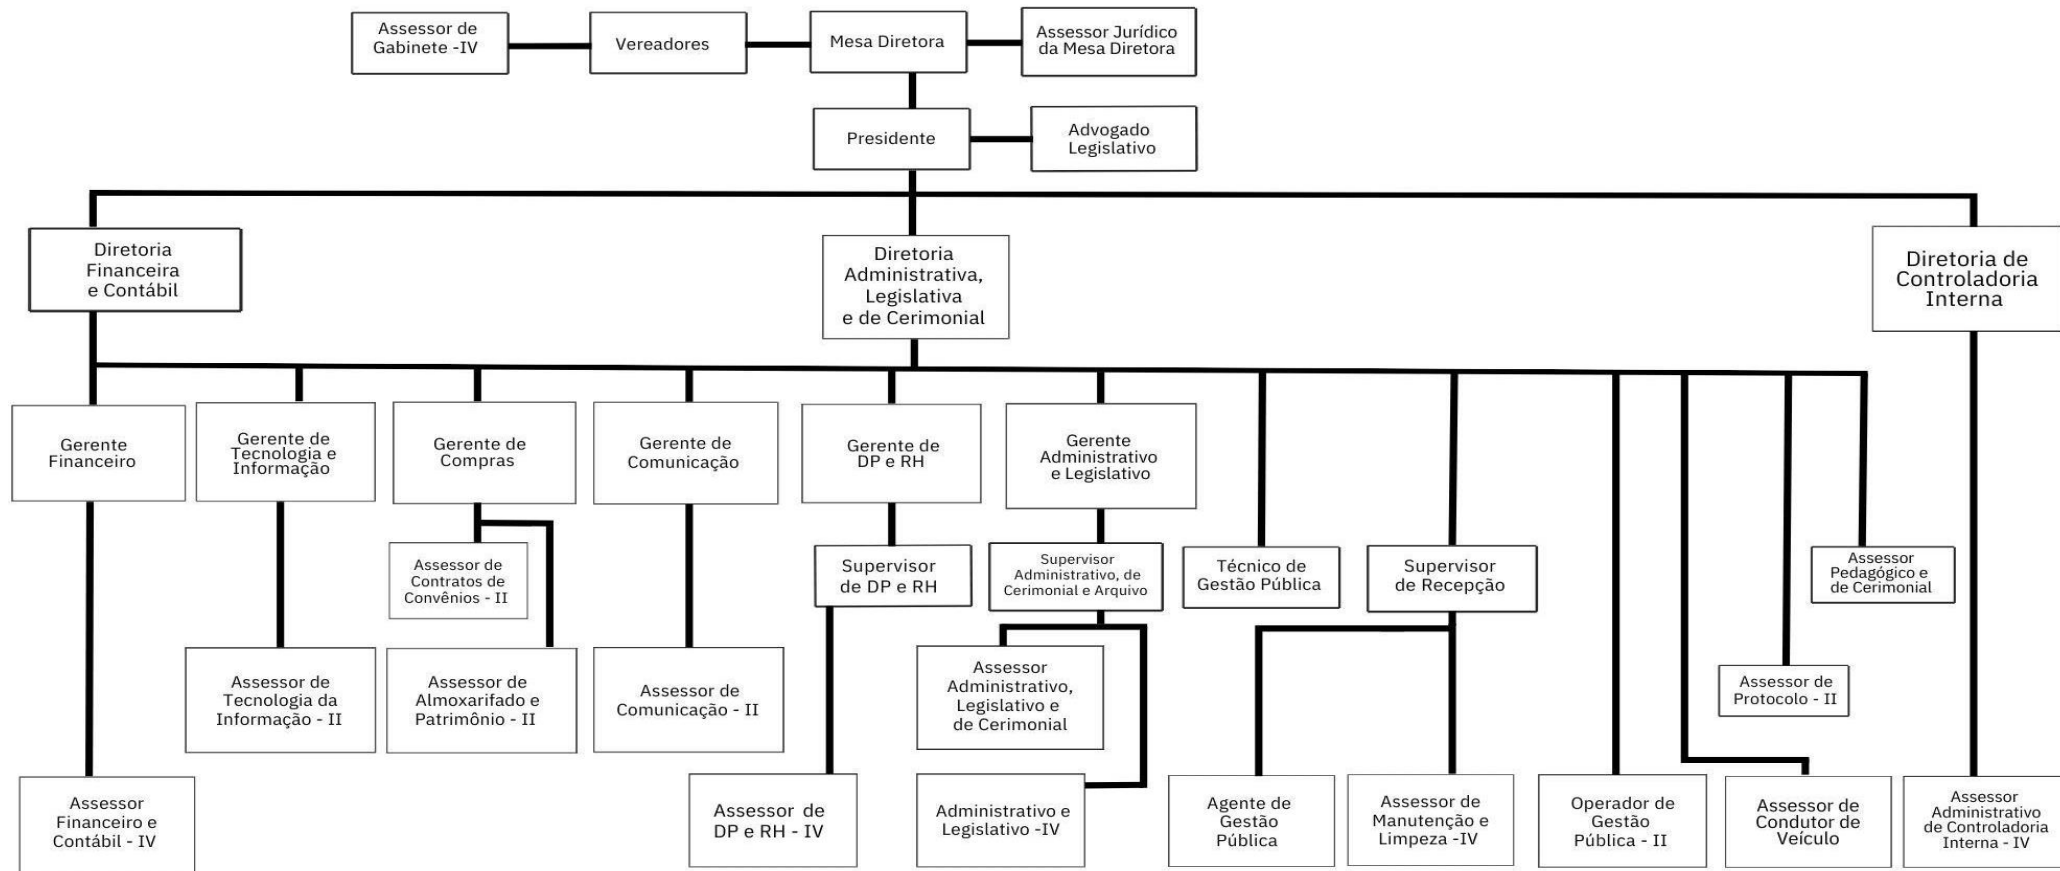 Assessor de
Gabinete -IV
Vereadores
Mesa Diretora
Assessor Jurídico
da Mesa Diretora
Presidente
Advogado
Legislativo
Diretoria
Financeira
e Contábil
Diretoria
Administrativa,
Legislativa
e de Cerimonial
Diretoria de
Controladoria
Interna
Gerente
Financeiro
Gerente de
Tecnologia e
Informação
Gerente de
Compras
Gerente de
Comunicação
Gerente de
DP e RH
Gerente
Administrativo
e Legislativo
Assessor de
Contratos de
Convênios - II
Supervisor
de DP e RH
Supervisor
Administrativo, de
Cerimonial e Arquivo
Técnico de
Gestão Pública
Supervisor
de Recepção
Assessor
Pedagógico e
de Cerimonial
Assessor de
Tecnologia da
Informação - II
Assessor de
Almoxarifado e
Patrimônio - II
Assessor de
Comunicação - II
Assessor
Administrativo,
Legislativo e
de Cerimonial
Assessor de
Protocolo - II
Assessor
Financeiro e
Contábil - IV
Assessor de
DP e RH - IV
Administrativo e
Legislativo -IV
Agente de
Gestão
Pública
Assessor de
Manutenção e
Limpeza -IV
Operador de
Gestão
Pública - II
Assessor de
Condutor de
Veículo
Assessor
Administrativo
de Controladoria
Interna - IV